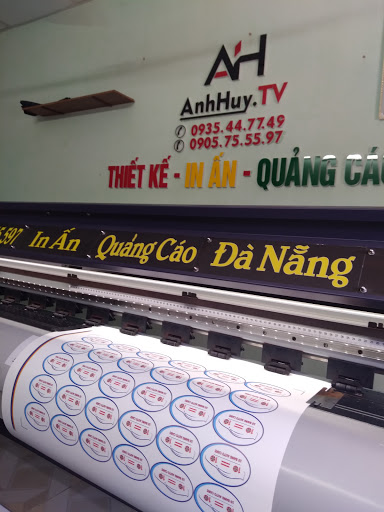 AH
AnhHuy.TV
0935.44.77.49
0905.75.55.97
THIẾT KẾ - IN ẤN - QUẢNG CÁO
.597 In Ấn Quảng Cáo Đà Nẵng